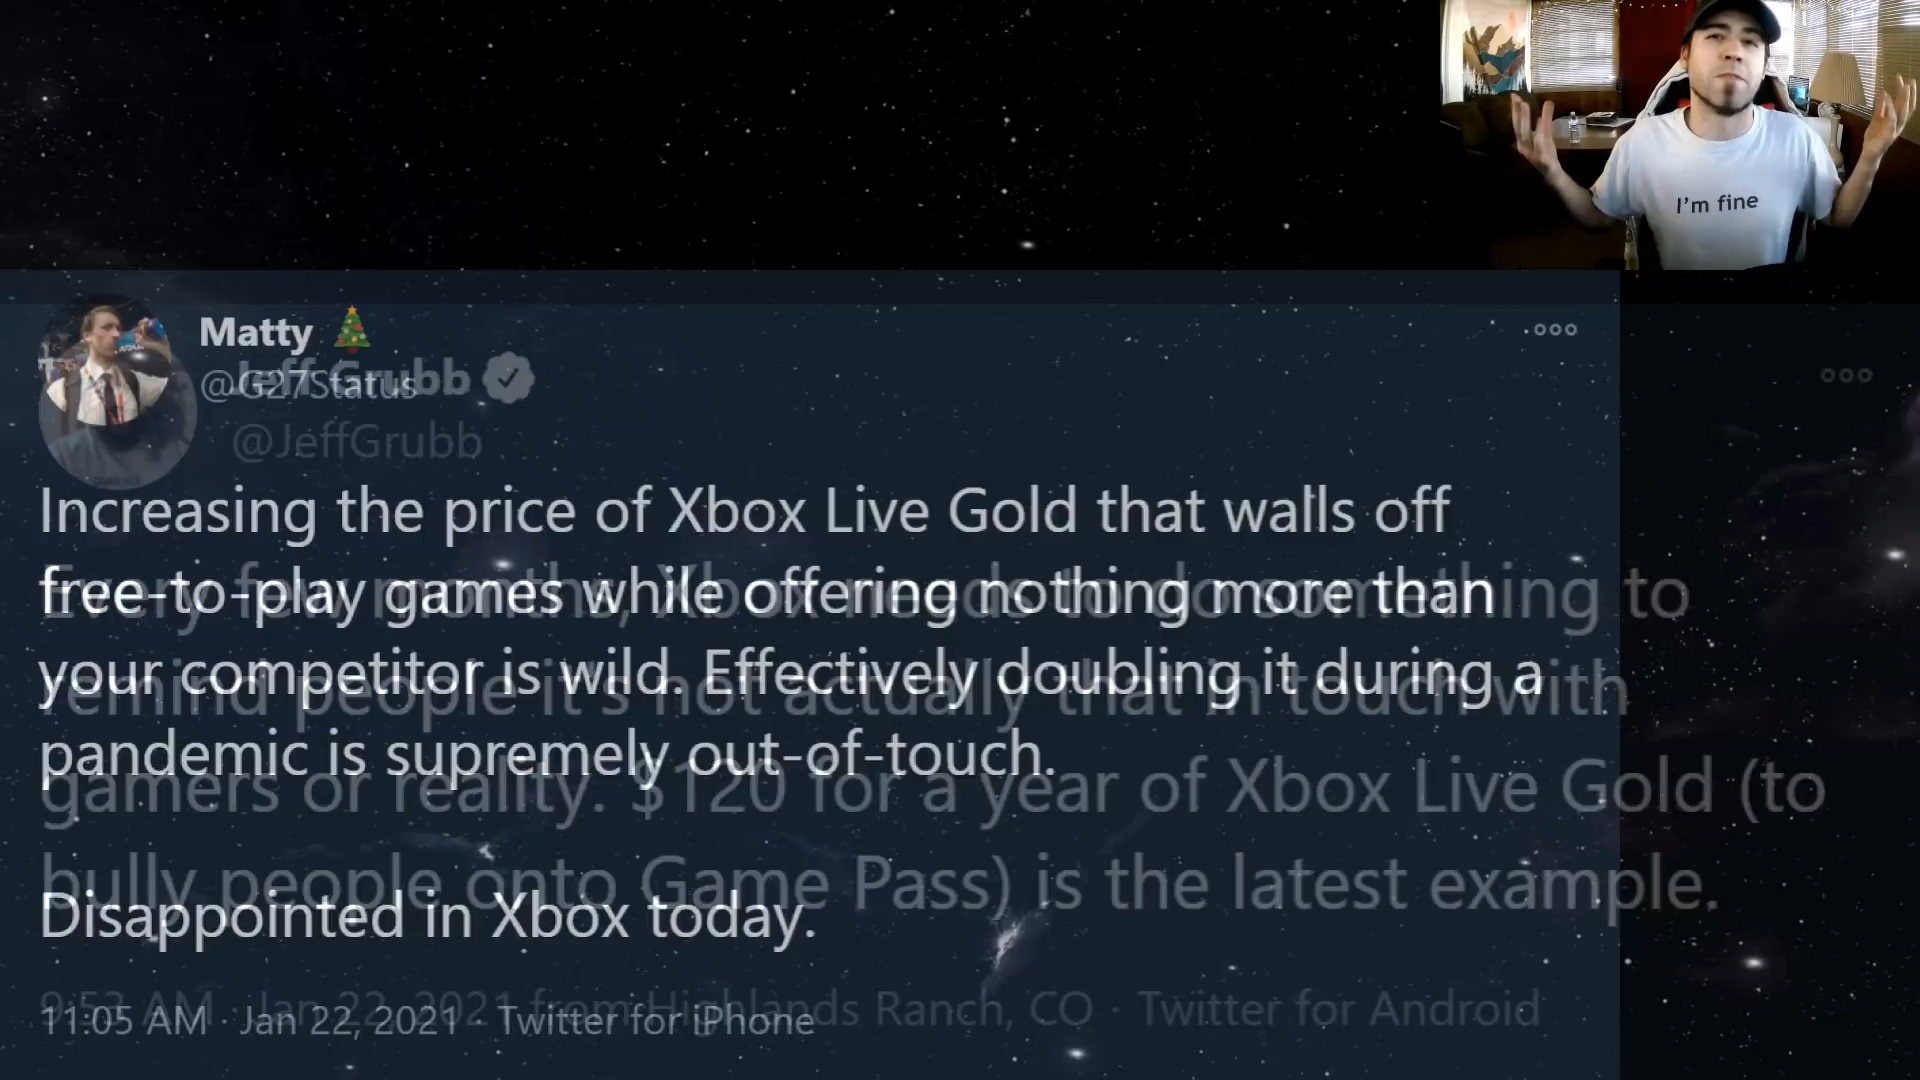 I'm fine
Matty 🎄
@G27Status
JeffGrubb
@JeffGrubb
Increasing the price of Xbox Live Gold that walls off
free-to-play games while offering nothing more than
your competitor is wild. Effectively doubling it during a
pandemic is supremely out-of-touch.
Disappointed in Xbox today.
11:05 AM · Jan 22, 2021 · Twitter for iPhone
Every few months, Xbox needs to do something to
remind people it's not actually that in touch with
gamers or reality. $120 for a year of Xbox Live Gold (to
bully people onto Game Pass) is the latest example.
9:53 AM · Jan 22, 2021 from Highlands Ranch, CO · Twitter for Android